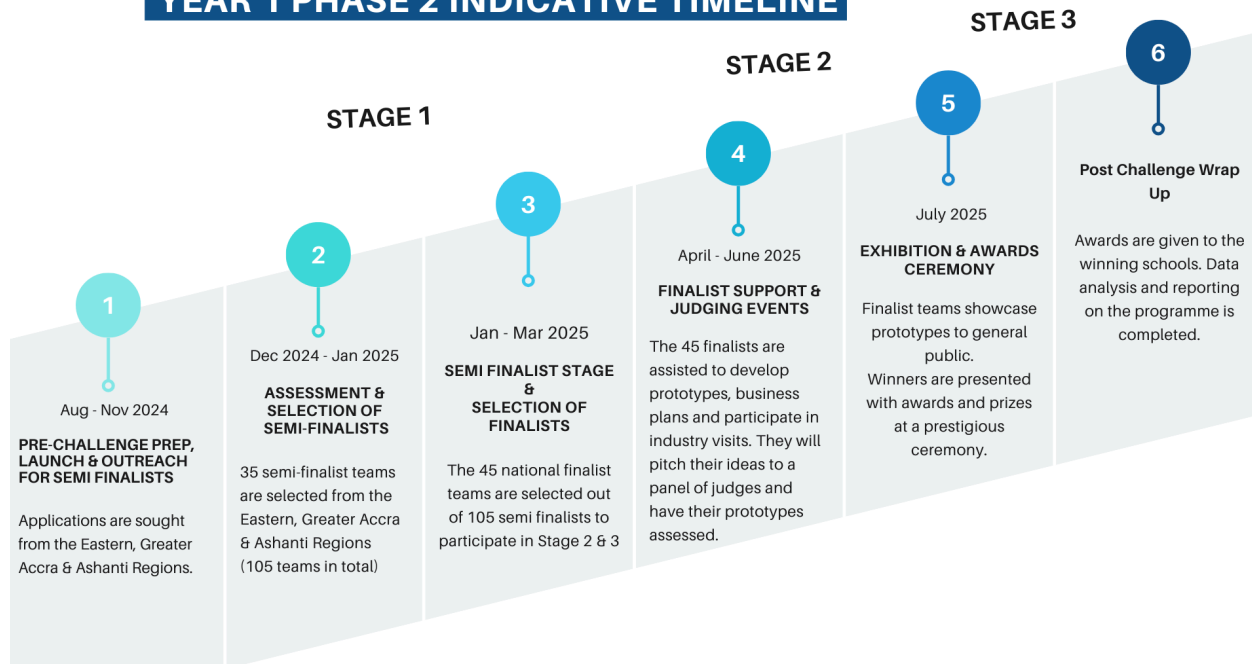 YEAR 1 PHASE 2 INDICATIVE TIMELINE
STAGE 1
STAGE 2
STAGE 3
1
Aug - Nov 2024
PRE-CHALLENGE PREP,
LAUNCH & OUTREACH
FOR SEMI FINALISTS
Applications are sought
from the Eastern, Greater
Accra & Ashanti Regions.
2
Dec 2024 - Jan 2025
ASSESSMENT &
SELECTION OF
SEMI-FINALISTS
35 semi-finalist teams
are selected from the
Eastern, Greater Accra
& Ashanti Regions
(105 teams in total)
3
Jan - Mar 2025
SEMI FINALIST STAGE
&
SELECTION OF
FINALISTS
The 45 national finalist
teams are selected out
of 105 semi finalists to
participate in Stage 2 & 3
4
April - June 2025
FINALIST SUPPORT &
JUDGING EVENTS
The 45 finalists are
assisted to develop
prototypes, business
plans and participate in
industry visits. They will
pitch their ideas to a
panel of judges and
have their prototypes
assessed.
5
July 2025
EXHIBITION & AWARDS
CEREMONY
Finalist teams showcase
prototypes to general
public.
Winners are presented
with awards and prizes
at a prestigious
ceremony.
6
Post Challenge Wrap
Up
Awards are given to the
winning schools. Data
analysis and reporting
on the programme is
completed.